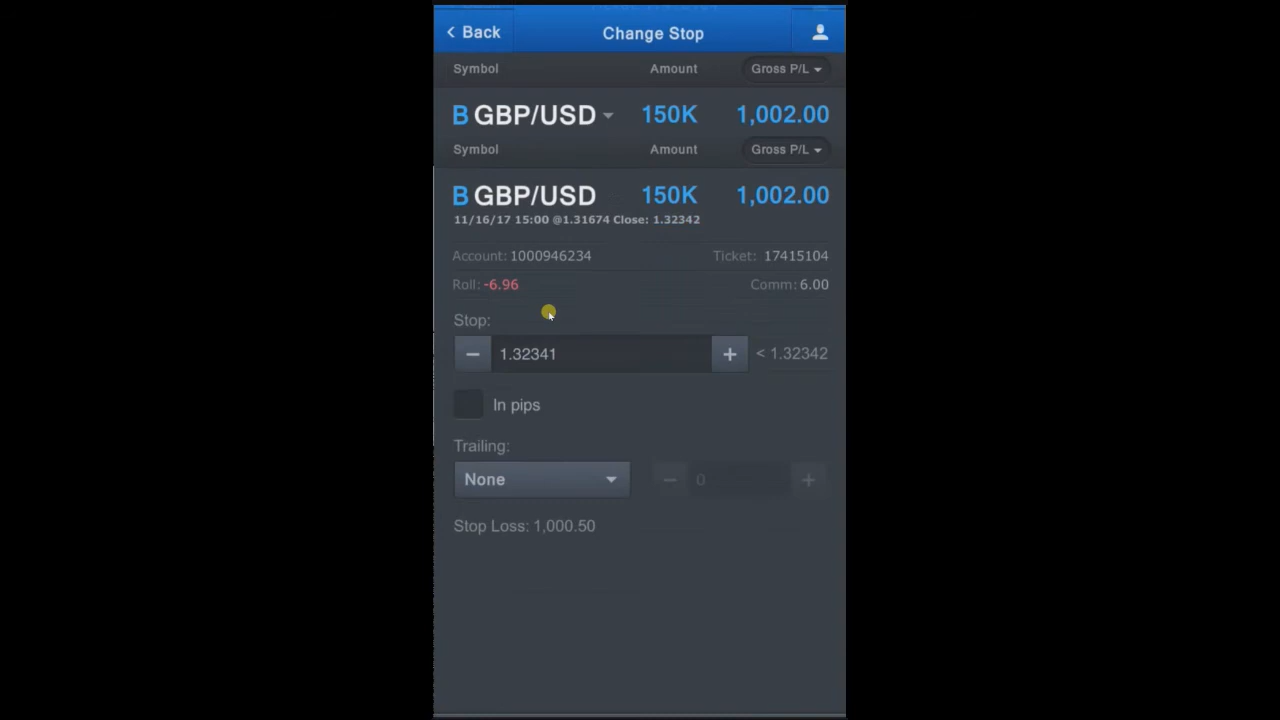 Back
Change Stop
Symbol Amount Gross P/L
B GBP/USD 150K 1,002.00
Symbol Amount Gross P/L
B GBP/USD 150K 1,002.00
11/16/17 15:00 @1.31674 Close: 1.32342
Account: 1000946234 Ticket: 17415104
Roll: -6.96 Comm: 6.00
Stop:
− 1.32341 + < 1.32342
In pips
Trailing:
None − 0 +
Stop Loss: 1,000.50